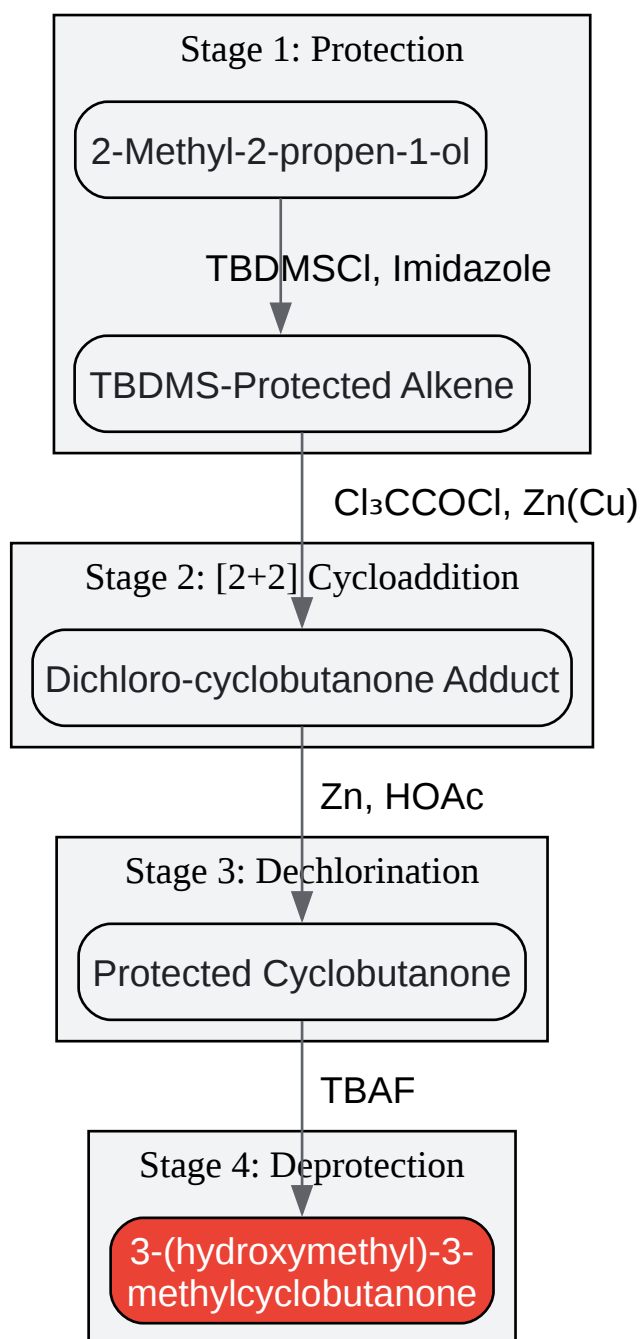 Stage 1: Protection
2-Methyl-2-propen-1-ol
TBDMSCl, Imidazole
TBDMS-Protected Alkene
Cl₃CCOCl, Zn(Cu)
Stage 2: [2+2] Cycloaddition
Dichloro-cyclobutanone Adduct
Zn, HOAc
Stage 3: Dechlorination
Protected Cyclobutanone
TBAF
Stage 4: Deprotection
3-(hydroxymethyl)-3-
methylcyclobutanone